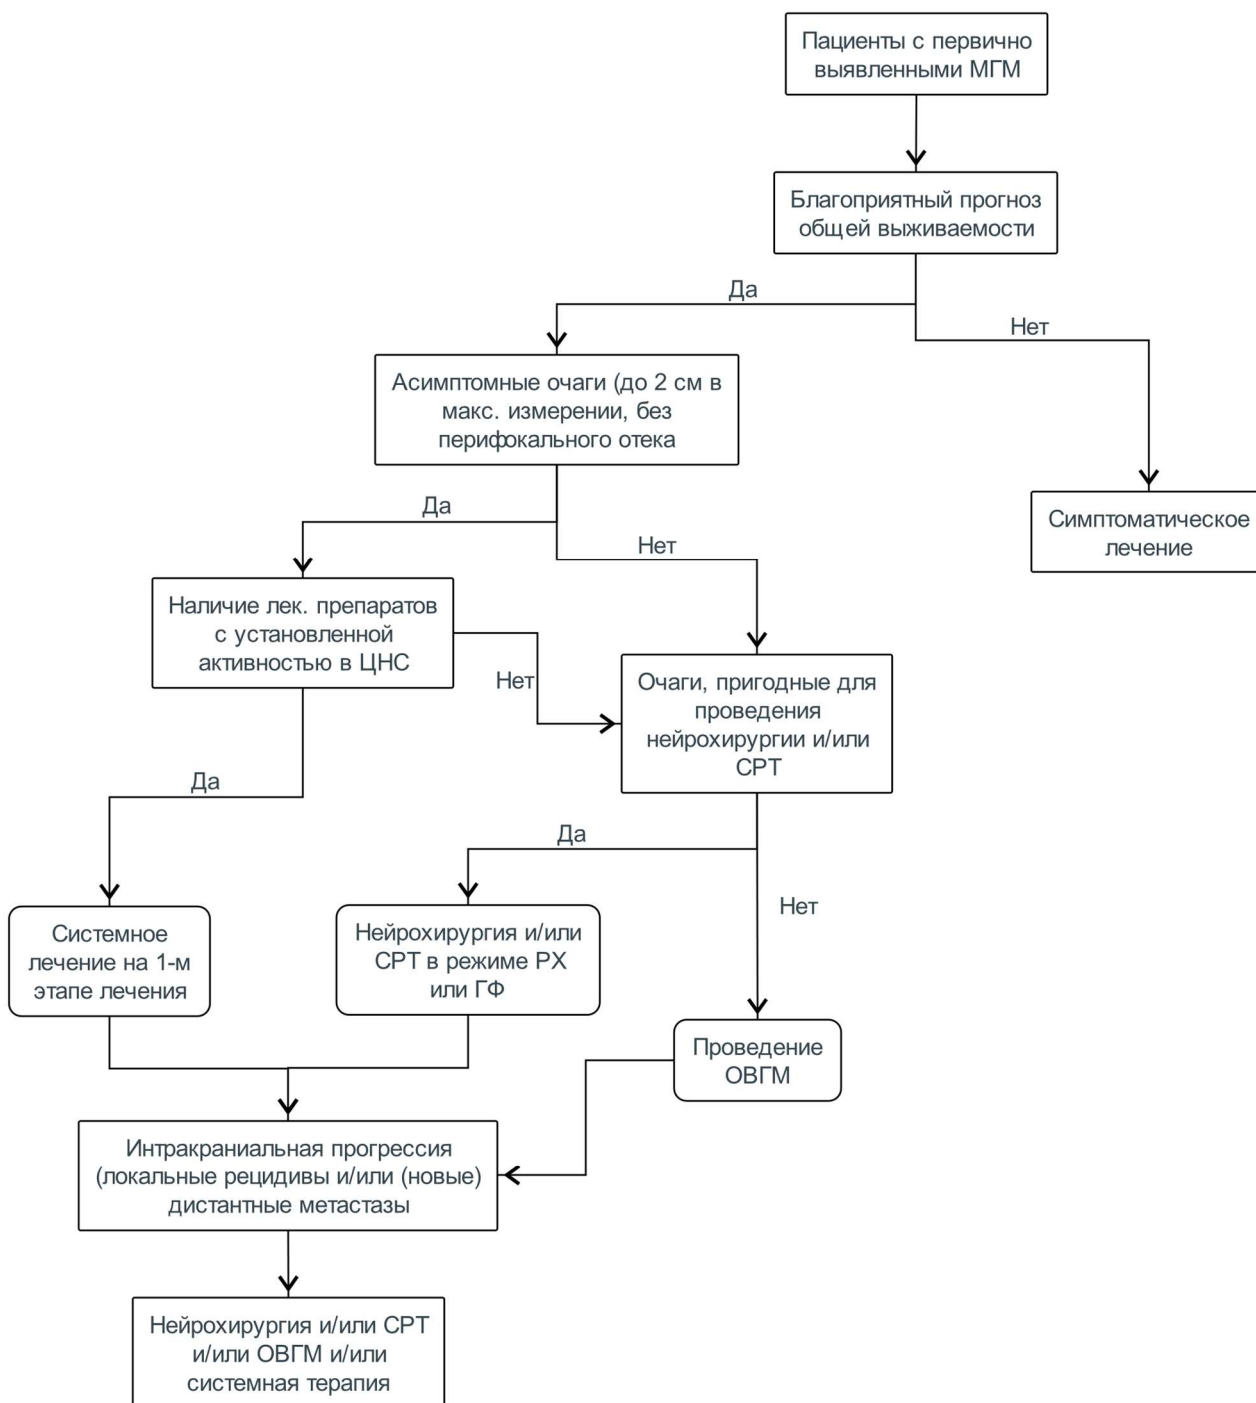 Пациенты с первично
выявленными МГМ
Благоприятный прогноз
общей выживаемости
Да
Нет
Асимптомные очаги (до 2 см в
макс. измерении, без
перифокального отека
Да
Нет
Симптоматическое
лечение
Наличие лек. препаратов
с установленной
активностью в ЦНС
Нет
Очаги, пригодные для
проведения
нейрохирургии и/или
СРТ
Да
Да
Нет
Системное
лечение на 1-м
этапе лечения
Нейрохирургия и/или
СРТ в режиме РХ
или ГФ
Проведение
ОВГМ
Интракраниальная прогрессия
(локальные рецидивы и/или (новые)
дистантные метастазы
Нейрохирургия и/или СРТ
и/или ОВГМ и/или
системная терапия